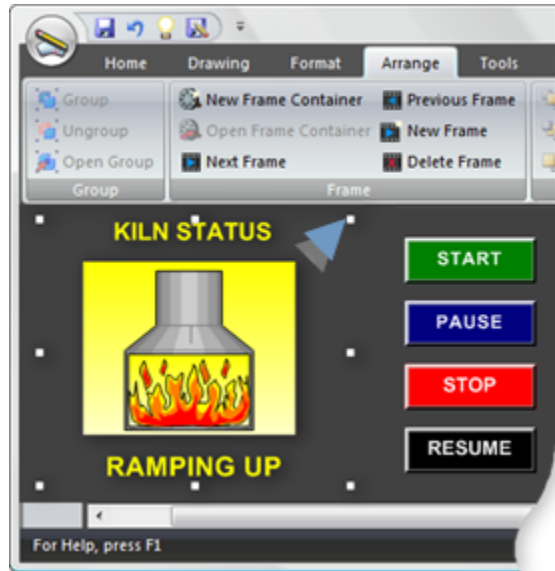 Home Drawing Format Arrange Tools
Group New Frame Container Previous Frame
Ungroup Open Frame Container New Frame
Open Group Next Frame Delete Frame
Group Frame
KILN STATUS
START
PAUSE
STOP
RESUME
RAMPING UP
For Help, press F1